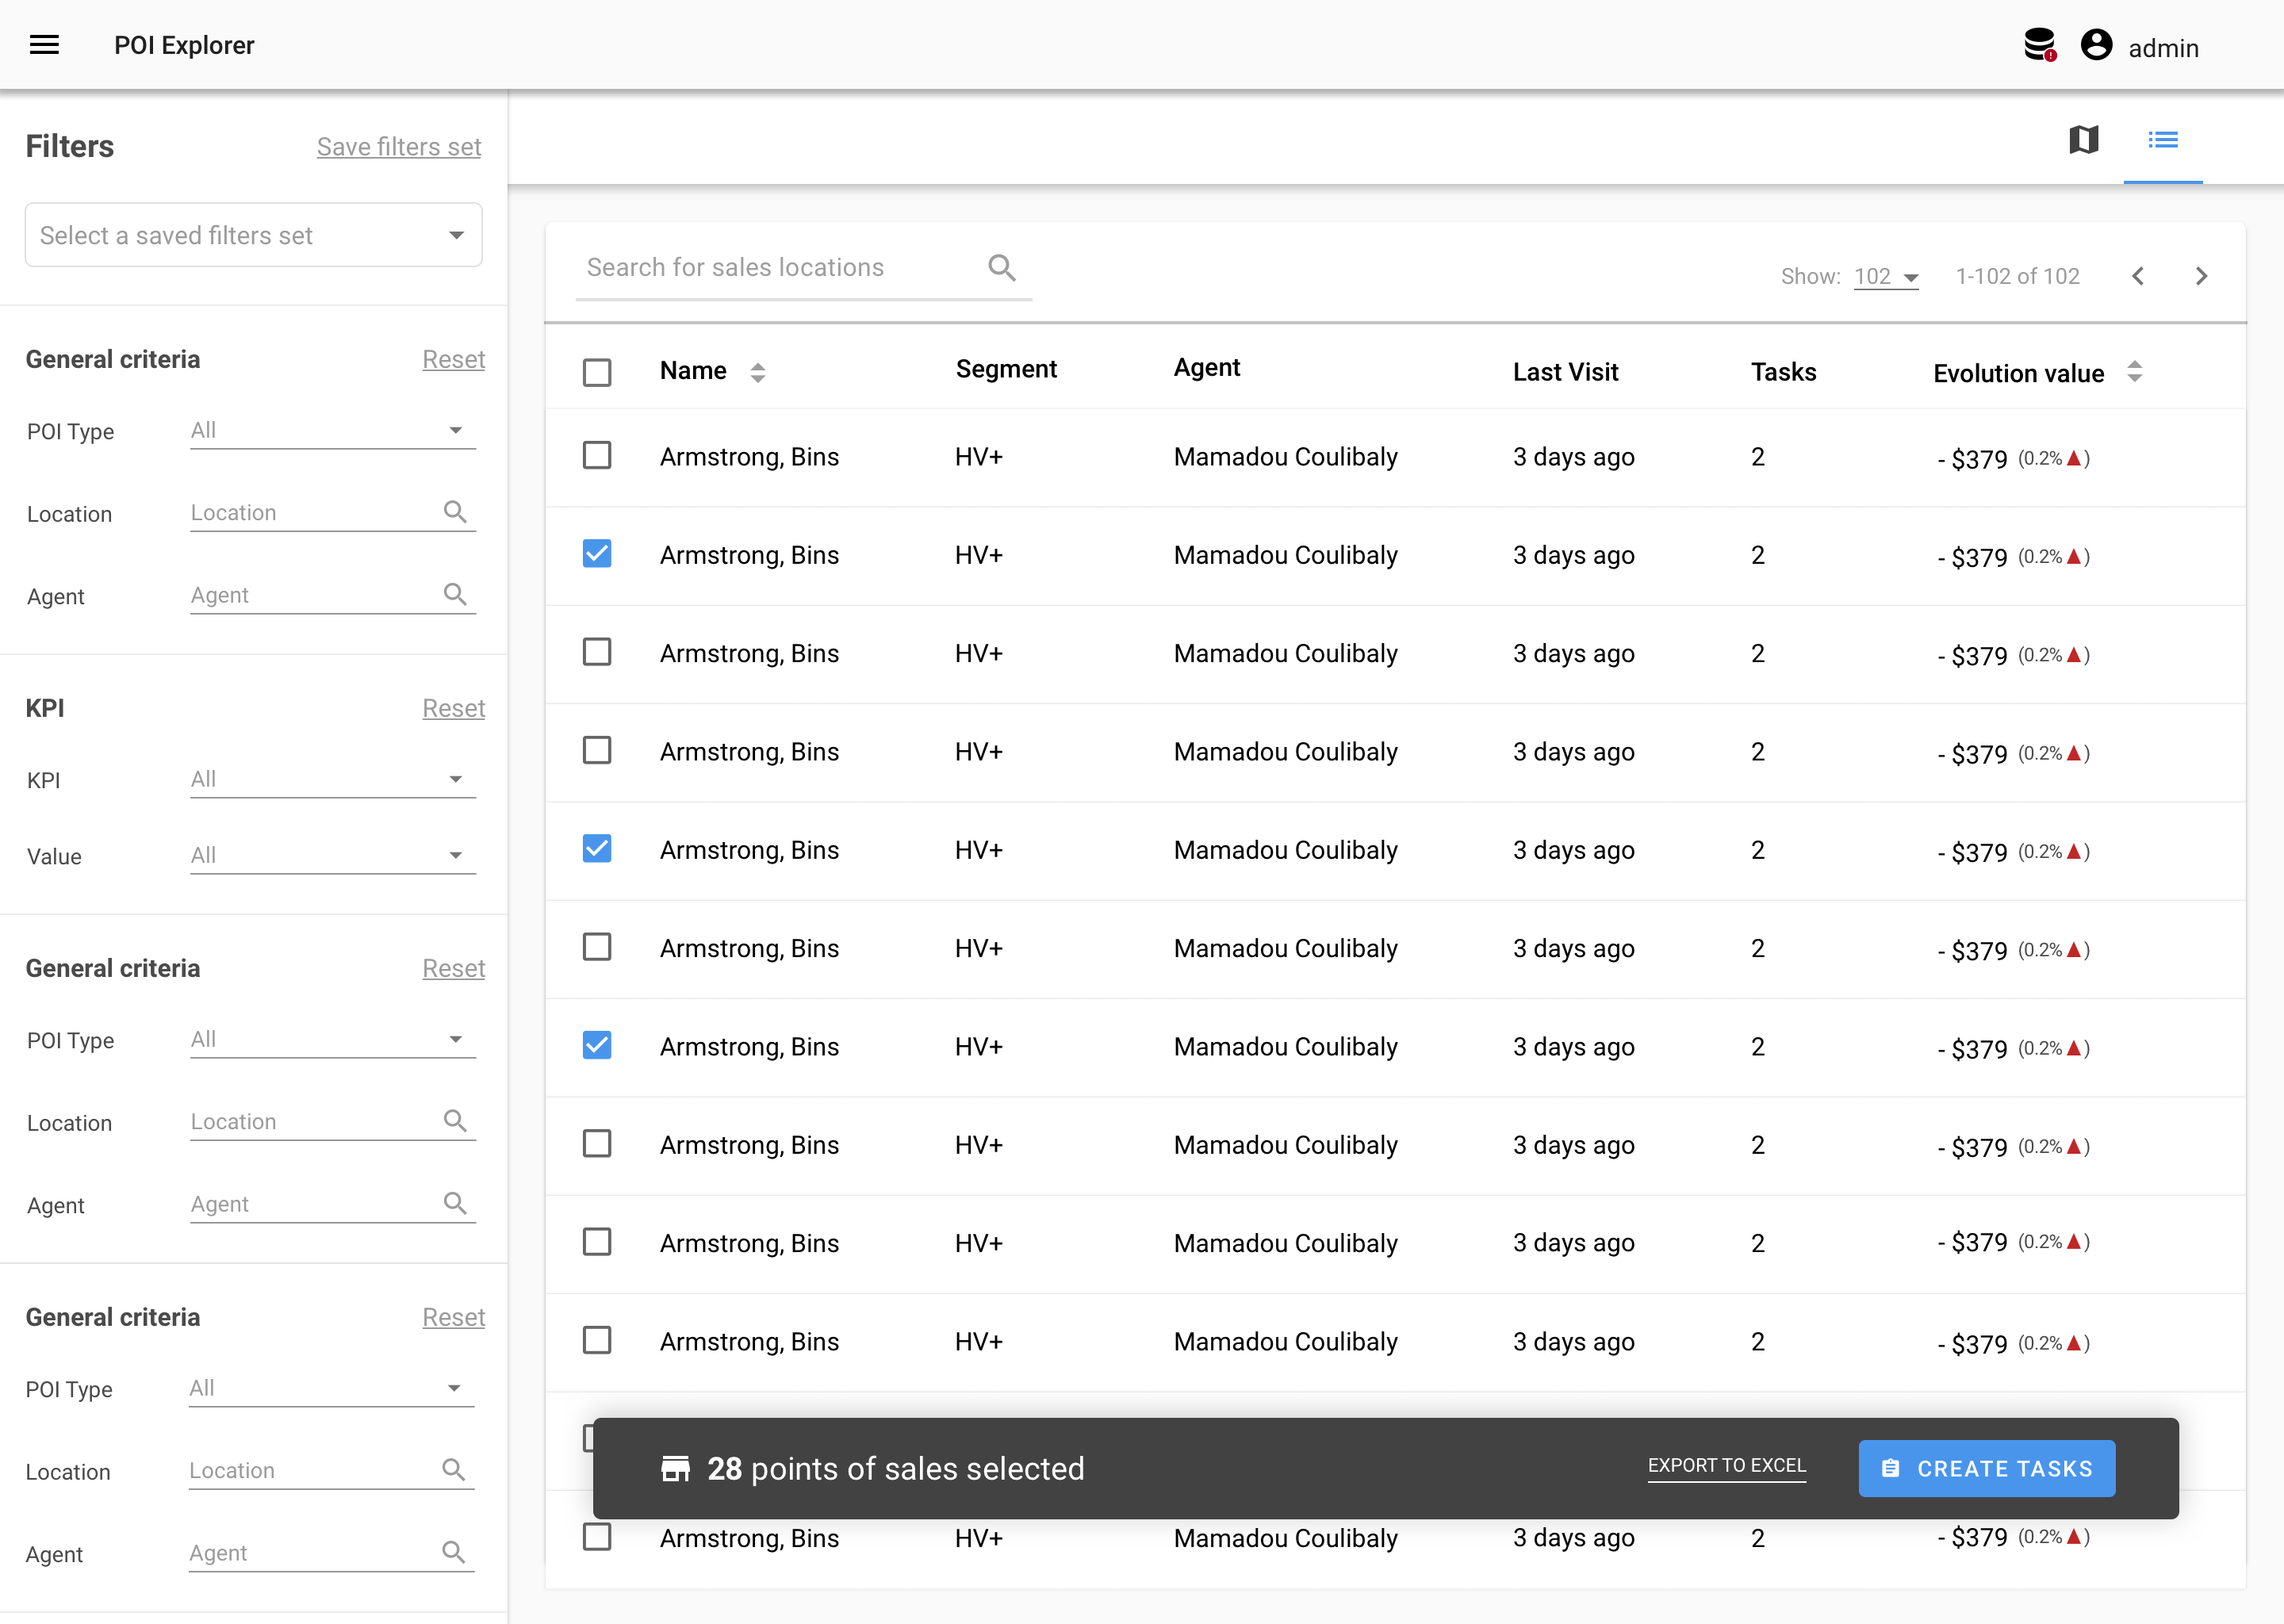 POI Explorer
admin
Filters
Save filters set
Select a saved filters set
General criteria
Reset
POI Type
All
Location
Location
Agent
Agent
KPI
Reset
KPI
All
Value
All
General criteria
Reset
POI Type
All
Location
Location
Agent
Agent
General criteria
Reset
POI Type
All
Location
Location
Agent
Agent
Search for sales locations
Show: 102
1-102 of 102
Name Segment Agent Last Visit Tasks Evolution value
Armstrong, Bins HV+ Mamadou Coulibaly 3 days ago 2 - $379 (0.2%▲)
Armstrong, Bins HV+ Mamadou Coulibaly 3 days ago 2 - $379 (0.2%▲)
Armstrong, Bins HV+ Mamadou Coulibaly 3 days ago 2 - $379 (0.2%▲)
Armstrong, Bins HV+ Mamadou Coulibaly 3 days ago 2 - $379 (0.2%▲)
Armstrong, Bins HV+ Mamadou Coulibaly 3 days ago 2 - $379 (0.2%▲)
Armstrong, Bins HV+ Mamadou Coulibaly 3 days ago 2 - $379 (0.2%▲)
Armstrong, Bins HV+ Mamadou Coulibaly 3 days ago 2 - $379 (0.2%▲)
Armstrong, Bins HV+ Mamadou Coulibaly 3 days ago 2 - $379 (0.2%▲)
Armstrong, Bins HV+ Mamadou Coulibaly 3 days ago 2 - $379 (0.2%▲)
Armstrong, Bins HV+ Mamadou Coulibaly 3 days ago 2 - $379 (0.2%▲)
28 points of sales selected
EXPORT TO EXCEL
CREATE TASKS
Armstrong, Bins HV+ Mamadou Coulibaly 3 days ago 2 - $379 (0.2%▲)